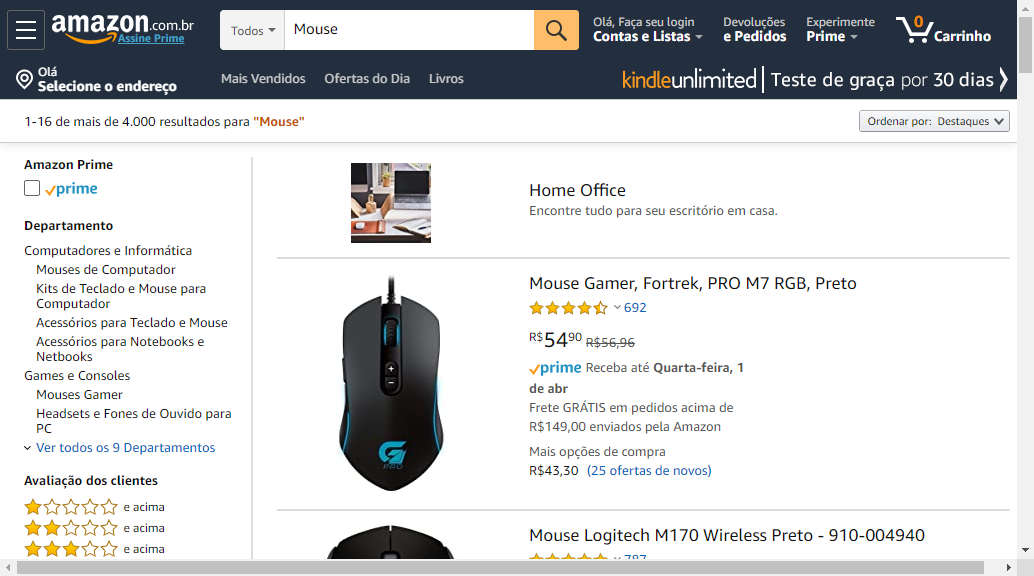 amazon.com.br
Assine Prime
Todos
Mouse
Olá, Faça seu login
Contas e Listas
Devoluções
e Pedidos
Experimente
Prime
0
Carrinho
Olá
Selecione o endereço
Mais Vendidos
Ofertas do Dia
Livros
kindleunlimited
Teste de graça por 30 dias
1-16 de mais de 4.000 resultados para "Mouse"
Ordenar por: Destaques
Amazon Prime
prime
Departamento
Computadores e Informática
Mouses de Computador
Kits de Teclado e Mouse para
Computador
Acessórios para Teclado e Mouse
Acessórios para Notebooks e
Netbooks
Games e Consoles
Mouses Gamer
Headsets e Fones de Ouvido para
PC
Ver todos os 9 Departamentos
Avaliação dos clientes
e acima
e acima
e acima
Home Office
Encontre tudo para seu escritório em casa.
PRO
Mouse Gamer, Fortrek, PRO M7 RGB, Preto
692
R$5490 R$56,96
prime Receba até Quarta-feira, 1
de abr
Frete GRÁTIS em pedidos acima de
R$149,00 enviados pela Amazon
Mais opções de compra
R$43,30 (25 ofertas de novos)
Mouse Logitech M170 Wireless Preto - 910-004940
787